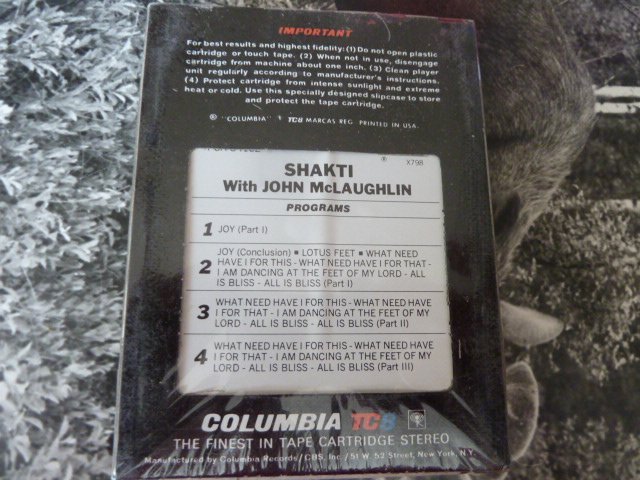 IMPORTANT
For best results and highest fidelity: (1) Do not open plastic
cartridge or touch tape. (2) When not in use, disengage
cartridge from machine about one inch. (3) Clean player
unit regularly according to manufacturer's instructions.
(4) Protect cartridge from intense sunlight and extreme
heat or cold. Use this specially designed slipcase to store
and protect the tape cartridge.
® "COLUMBIA" TC8 MARCAS REG. PRINTED IN USA.
® X798
SHAKTI
With JOHN McLAUGHLIN
PROGRAMS
1 JOY (Part I)
2 JOY (Conclusion) ■ LOTUS FEET ■ WHAT NEED
HAVE I FOR THIS - WHAT NEED HAVE I FOR THAT -
I AM DANCING AT THE FEET OF MY LORD - ALL
IS BLISS - ALL IS BLISS (Part I)
3 WHAT NEED HAVE I FOR THIS - WHAT NEED HAVE
I FOR THAT - I AM DANCING AT THE FEET OF MY
LORD - ALL IS BLISS - ALL IS BLISS (Part II)
4 WHAT NEED HAVE I FOR THIS - WHAT NEED HAVE
I FOR THAT - I AM DANCING AT THE FEET OF MY
LORD - ALL IS BLISS - ALL IS BLISS (Part III)
COLUMBIA TC8
THE FINEST IN TAPE CARTRIDGE STEREO
Manufactured by Columbia Records/CBS, Inc./51 W. 52 Street, New York, N.Y.